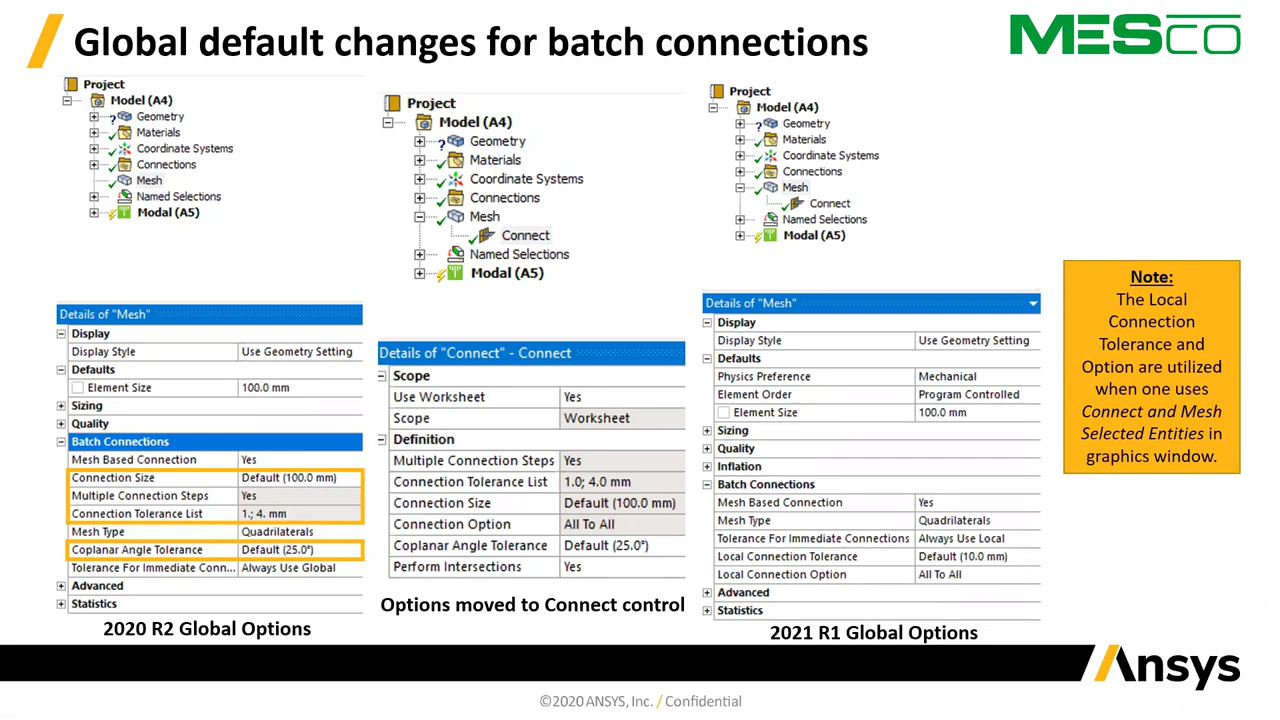 Global default changes for batch connections
MESco
Project
Model (A4)
Geometry
Materials
Coordinate Systems
Connections
Mesh
Named Selections
Modal (A5)
Details of "Mesh"
Display
Display Style Use Geometry Setting
Defaults
Element Size 100.0 mm
Sizing
Quality
Batch Connections
Mesh Based Connection Yes
Connection Size Default (100.0 mm)
Multiple Connection Steps Yes
Connection Tolerance List 1.; 4. mm
Mesh Type Quadrilaterals
Coplanar Angle Tolerance Default (25.0°)
Tolerance For Immediate Conn... Always Use Global
Advanced
Statistics
2020 R2 Global Options
Project
Model (A4)
Geometry
Materials
Coordinate Systems
Connections
Mesh
Connect
Named Selections
Modal (A5)
Details of "Connect" - Connect
Scope
Use Worksheet Yes
Scope Worksheet
Definition
Multiple Connection Steps Yes
Connection Tolerance List 1.0; 4.0 mm
Connection Size Default (100.0 mm)
Connection Option All To All
Coplanar Angle Tolerance Default (25.0°)
Perform Intersections Yes
Options moved to Connect control
Project
Model (A4)
Geometry
Materials
Coordinate Systems
Connections
Mesh
Connect
Named Selections
Modal (A5)
Details of "Mesh"
Display
Display Style Use Geometry Setting
Defaults
Physics Preference Mechanical
Element Order Program Controlled
Element Size 100.0 mm
Sizing
Quality
Inflation
Batch Connections
Mesh Based Connection Yes
Mesh Type Quadrilaterals
Tolerance For Immediate Connections Always Use Local
Local Connection Tolerance Default (10.0 mm)
Local Connection Option All To All
Advanced
Statistics
2021 R1 Global Options
Note:
The Local
Connection
Tolerance and
Option are utilized
when one uses
Connect and Mesh
Selected Entities in
graphics window.
Ansys
©2020 ANSYS, Inc. / Confidential